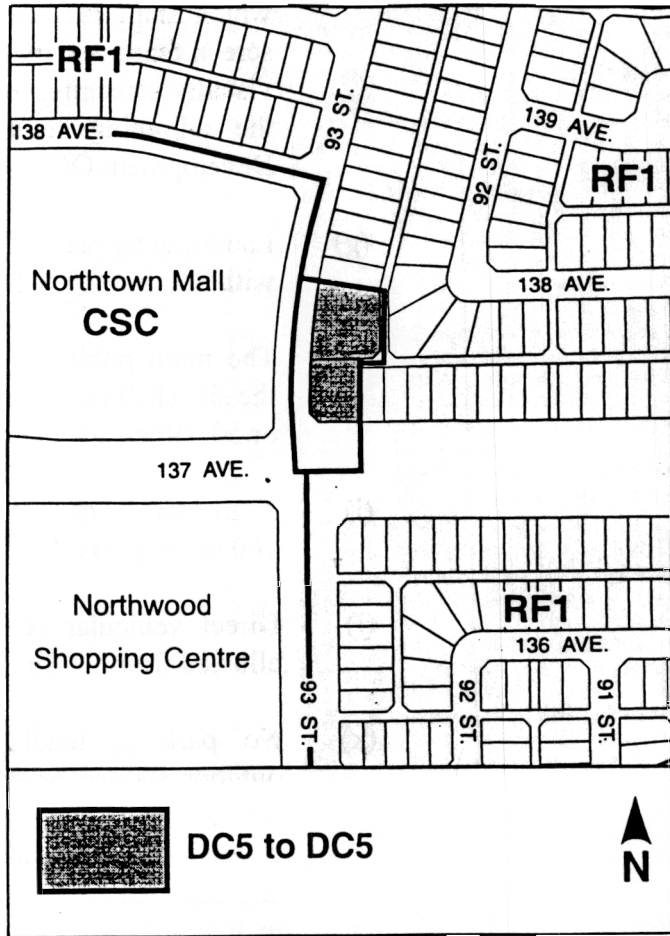 RF1
138 AVE.
93 ST.
92 ST.
139 AVE.
RF1
Northtown Mall
CSC
138 AVE.
137 AVE.
Northwood
Shopping Centre
RF1
136 AVE.
93 ST.
92 ST.
91 ST.
DC5 to DC5
N